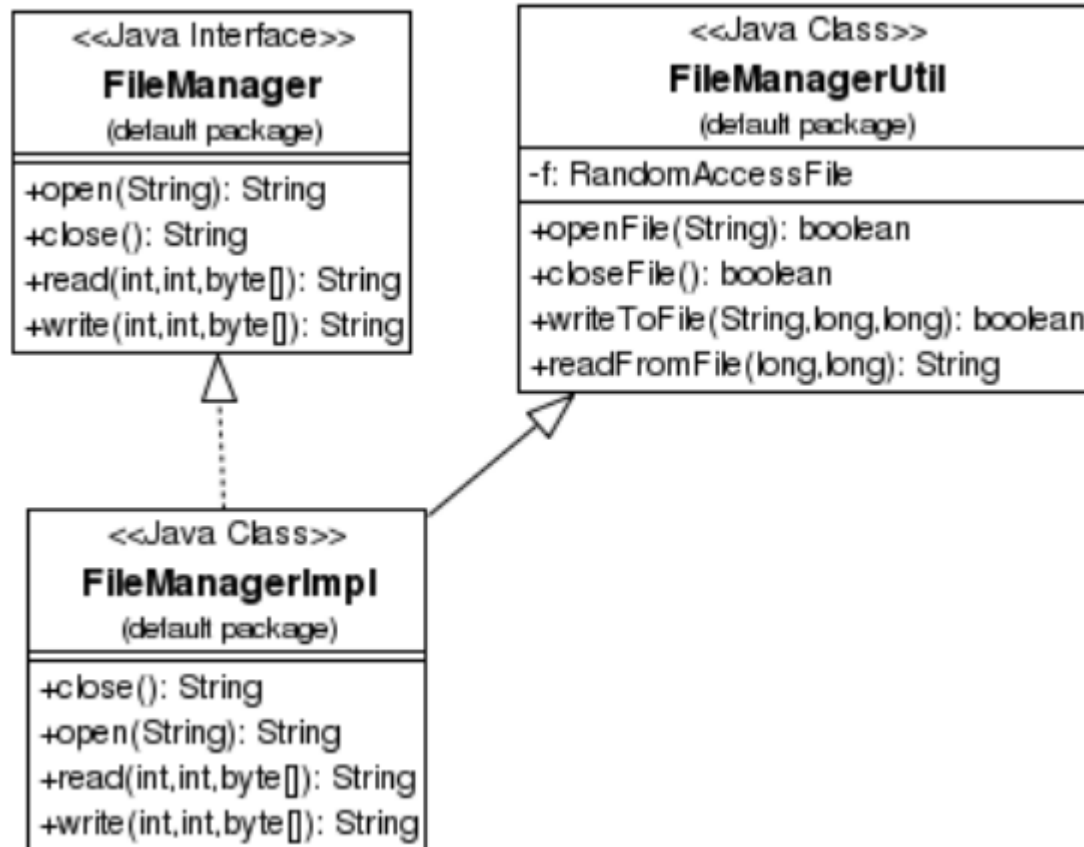 <<Java Interface>>
FileManager
(default package)
+open(String): String
+close(): String
+read(int,int,byte[]): String
+write(int,int,byte[]): String
<<Java Class>>
FileManagerUtil
(default package)
-f: RandomAccessFile
+openFile(String): boolean
+closeFile(): boolean
+writeToFile(String,long,long): boolean
+readFromFile(long,long): String
<<Java Class>>
FileManagerImpl
(default package)
+close(): String
+open(String): String
+read(int,int,byte[]): String
+write(int,int,byte[]): String